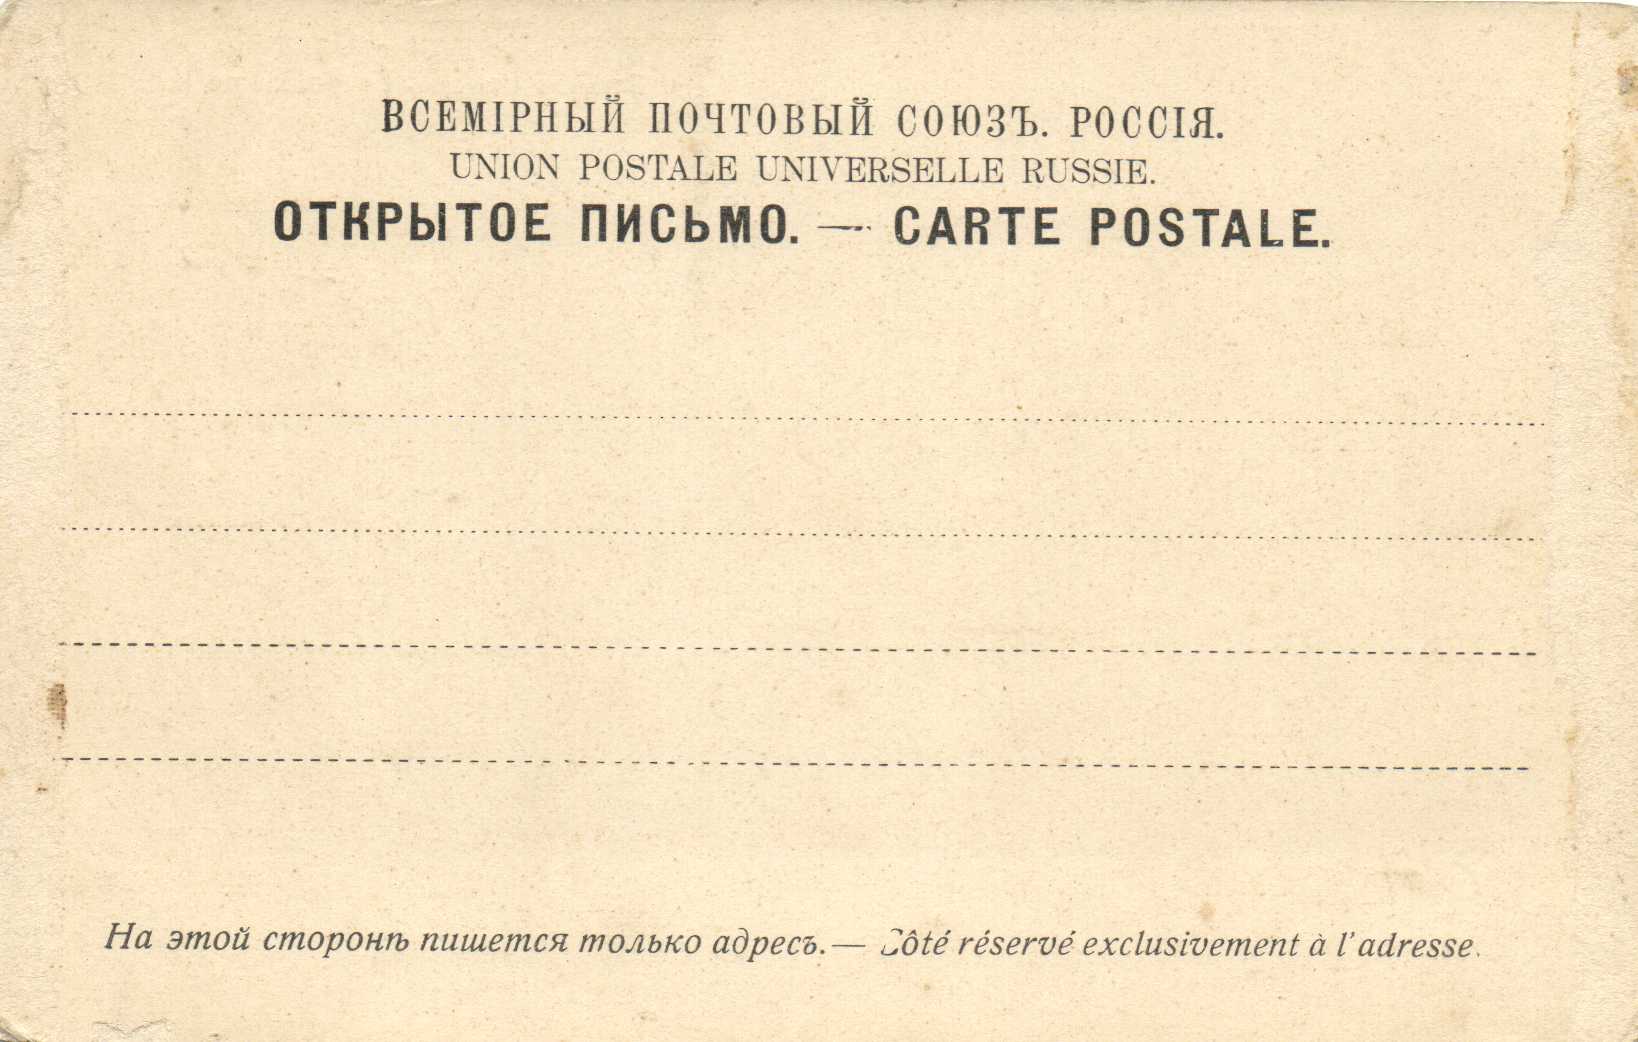 ВСЕМІРНЫЙ ПОЧТОВЫЙ СОЮЗЪ. РОССІЯ.
UNION POSTALE UNIVERSELLE RUSSIE.
ОТКРЫТОЕ ПИСЬМО. — CARTE POSTALE.
На этой сторонѣ пишется только адресъ. — Côté réservé exclusivement à l'adresse.